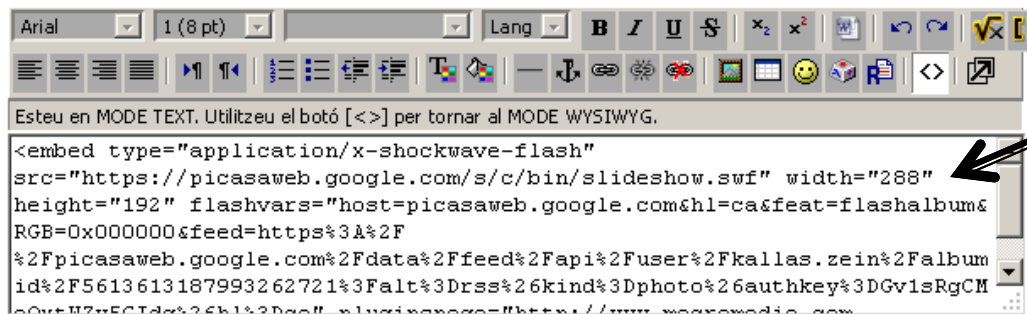 Arial 1 (8 pt) Lang B I U S x₂ x²
Esteu en MODE TEXT. Utilitzeu el botó [<>] per tornar al MODE WYSIWYG.
<embed type="application/x-shockwave-flash"
src="https://picasaweb.google.com/s/c/bin/slideshow.swf" width="288"
height="192" flashvars="host=picasaweb.google.com&hl=ca&feat=flashalbum&
RGB=0x000000&feed=https%3A%2F
%2Fpicasaweb.google.com%2Fdata%2Ffeed%2Fapi%2Fuser%2Fkallas.zein%2Falbum
id%2F5613613187993262721%3Falt%3Drss%26kind%3Dphoto%26authkey%3DGv1sRgCM